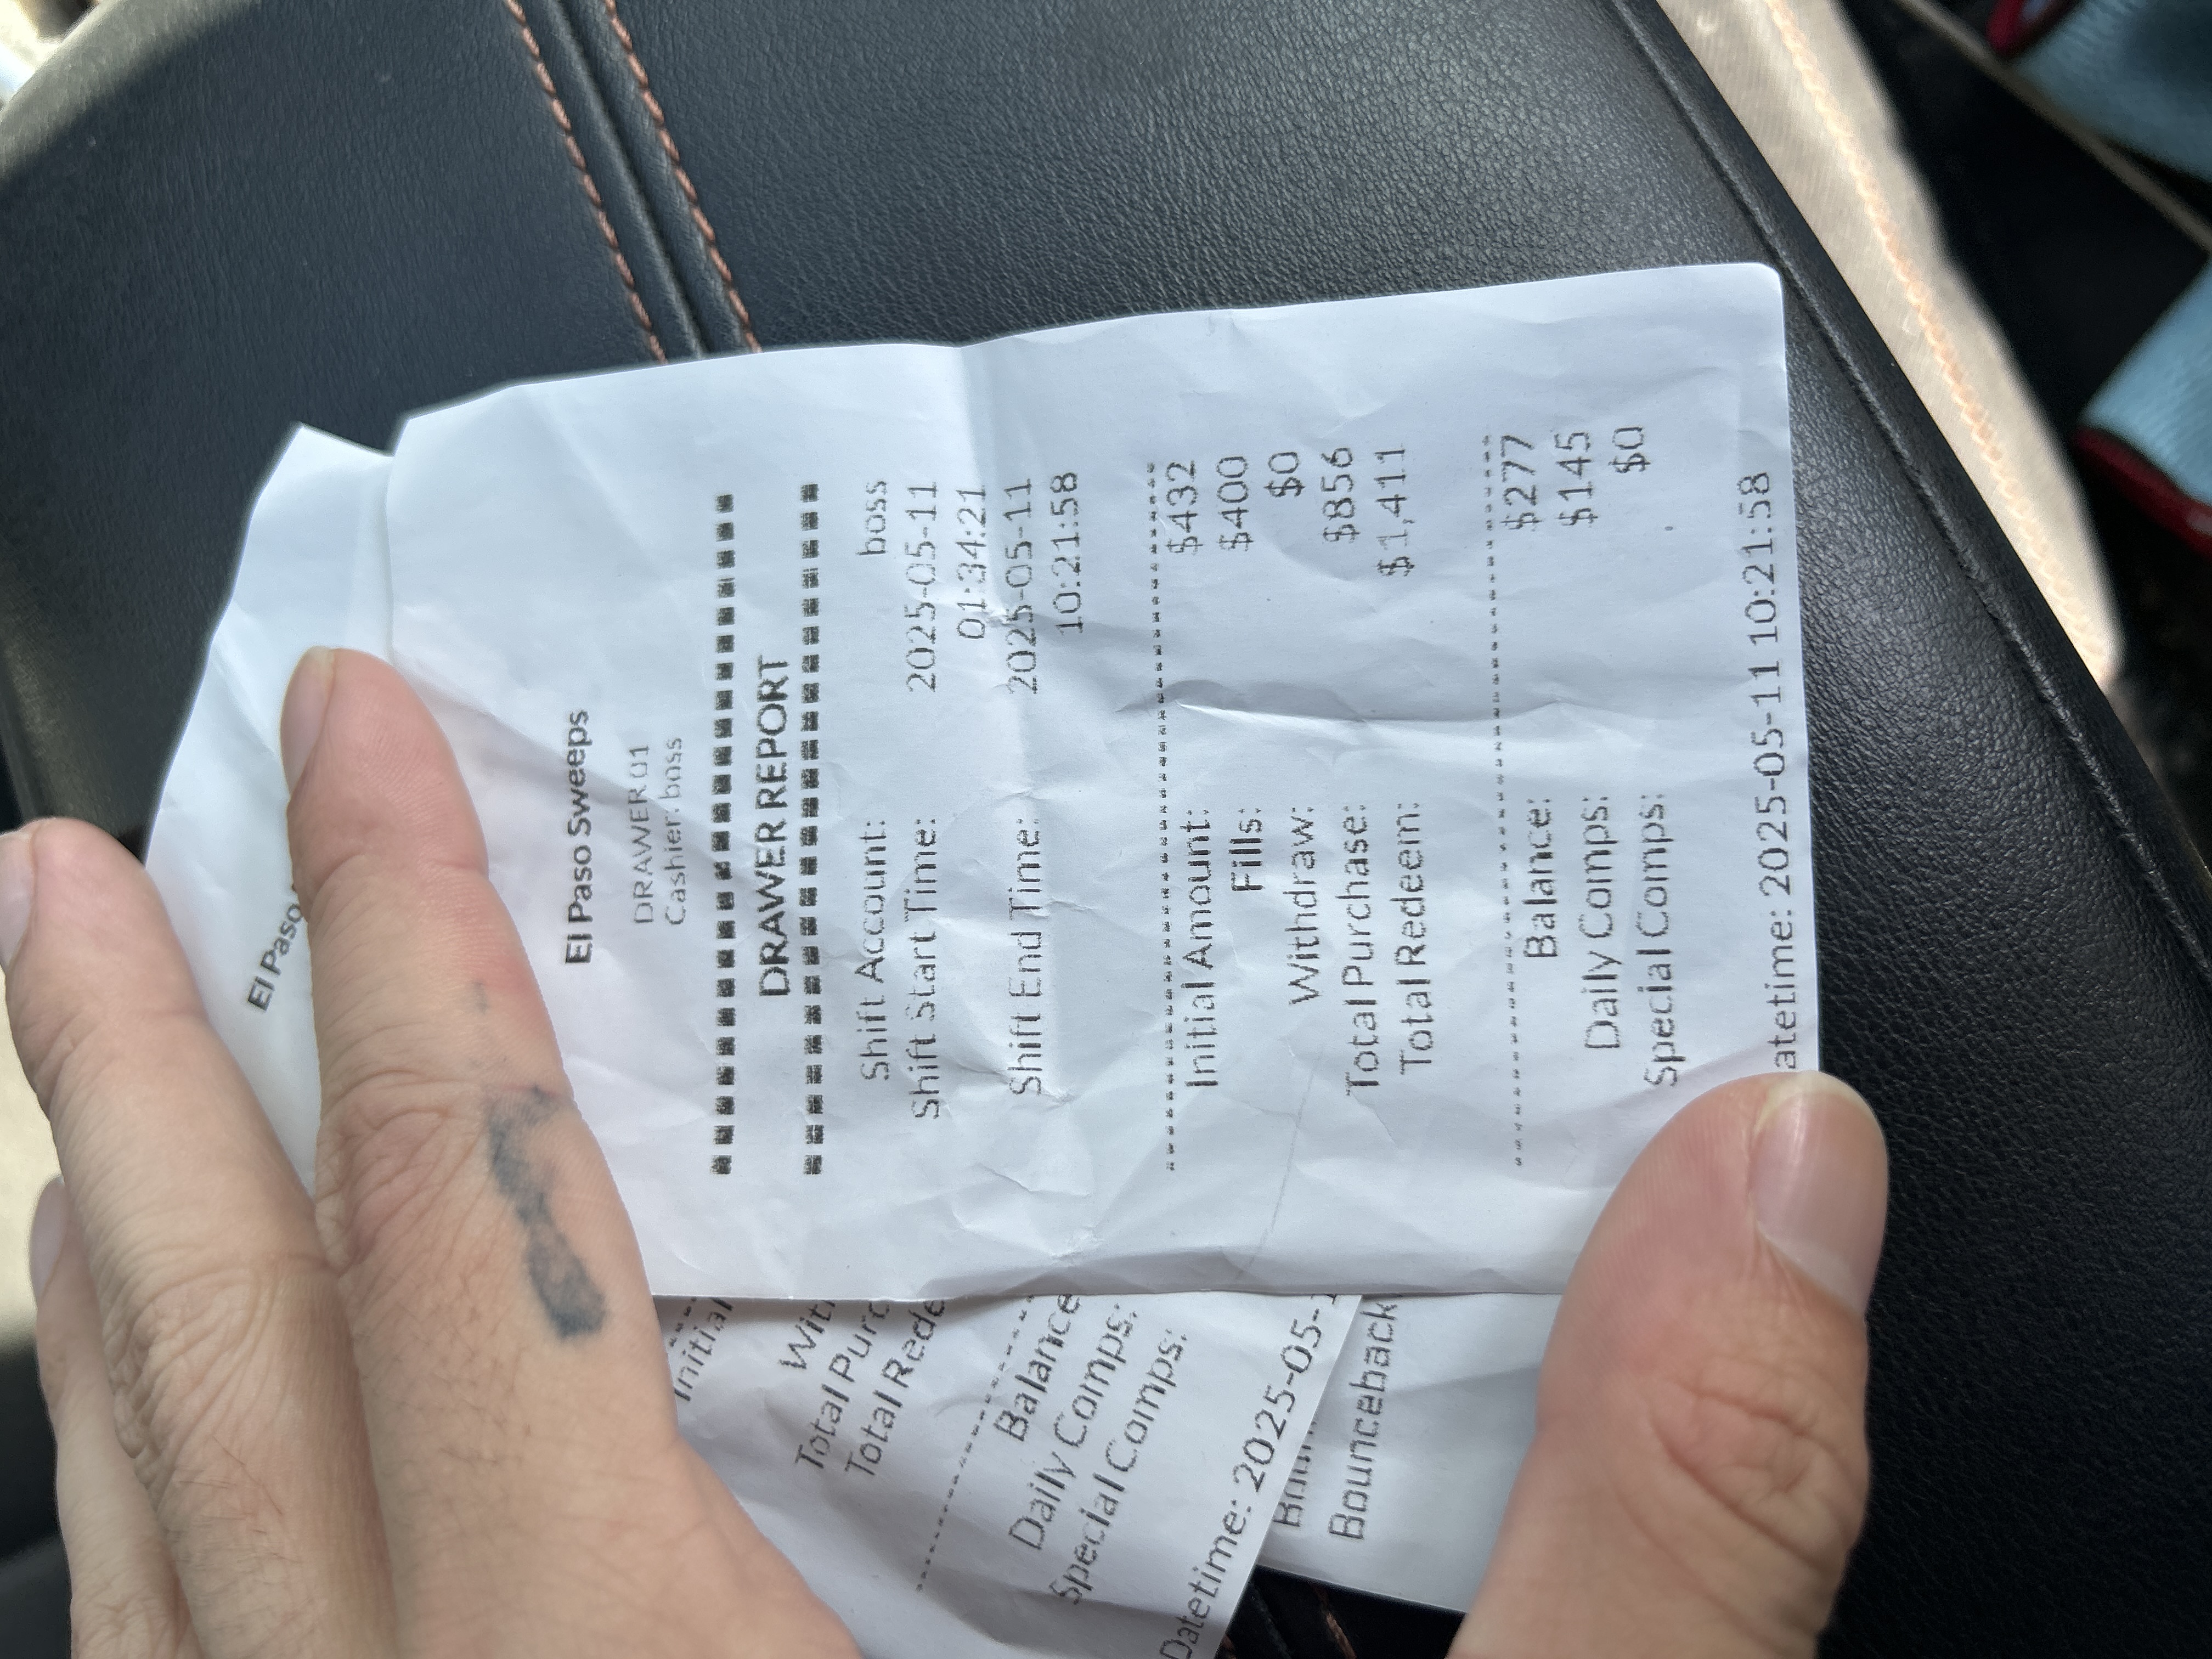 El Paso Sweeps
DRAWER 01
Cashier: boss
DRAWER REPORT
Shift Account: boss
Shift Start Time: 2025-05-11
01:34:21
Shift End Time: 2025-05-11
10:21:58
Initial Amount: $432
Fills: $400
Withdraw: $0
Total Purchase: $856
Total Redeem: $1,411
Balance: $277
Daily Comps: $145
Special Comps: $0
atetime: 2025-05-11 10:21:58
El Paso
Initial
With
Total Purc
Total Rede
Balance
Daily Comps:
Special Comps:
Datetime: 2025-05-1
Bounceback